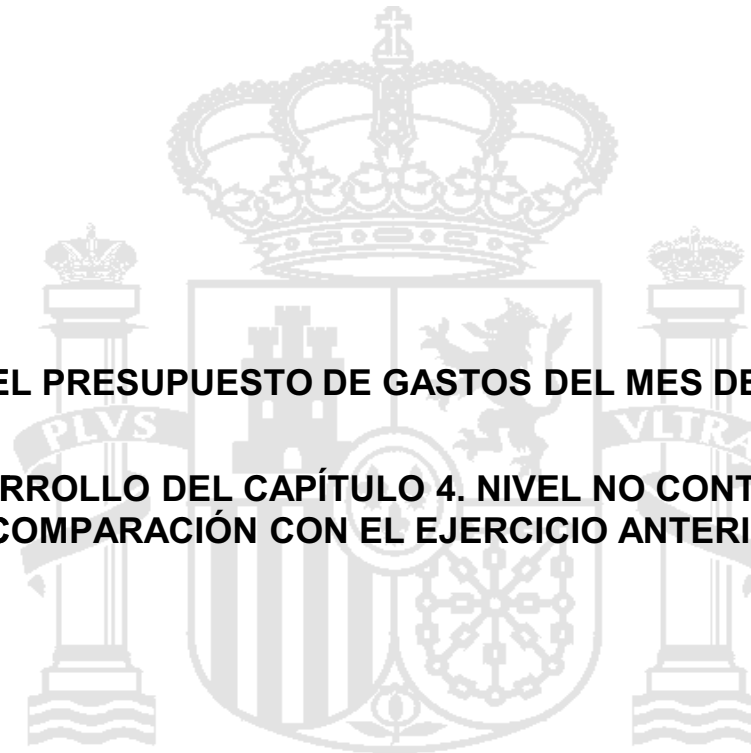 EL PRESUPUESTO DE GASTOS DEL MES DE
PLVS VLTRA
RROLLO DEL CAPÍTULO 4. NIVEL NO CONT
COMPARACIÓN CON EL EJERCICIO ANTERI